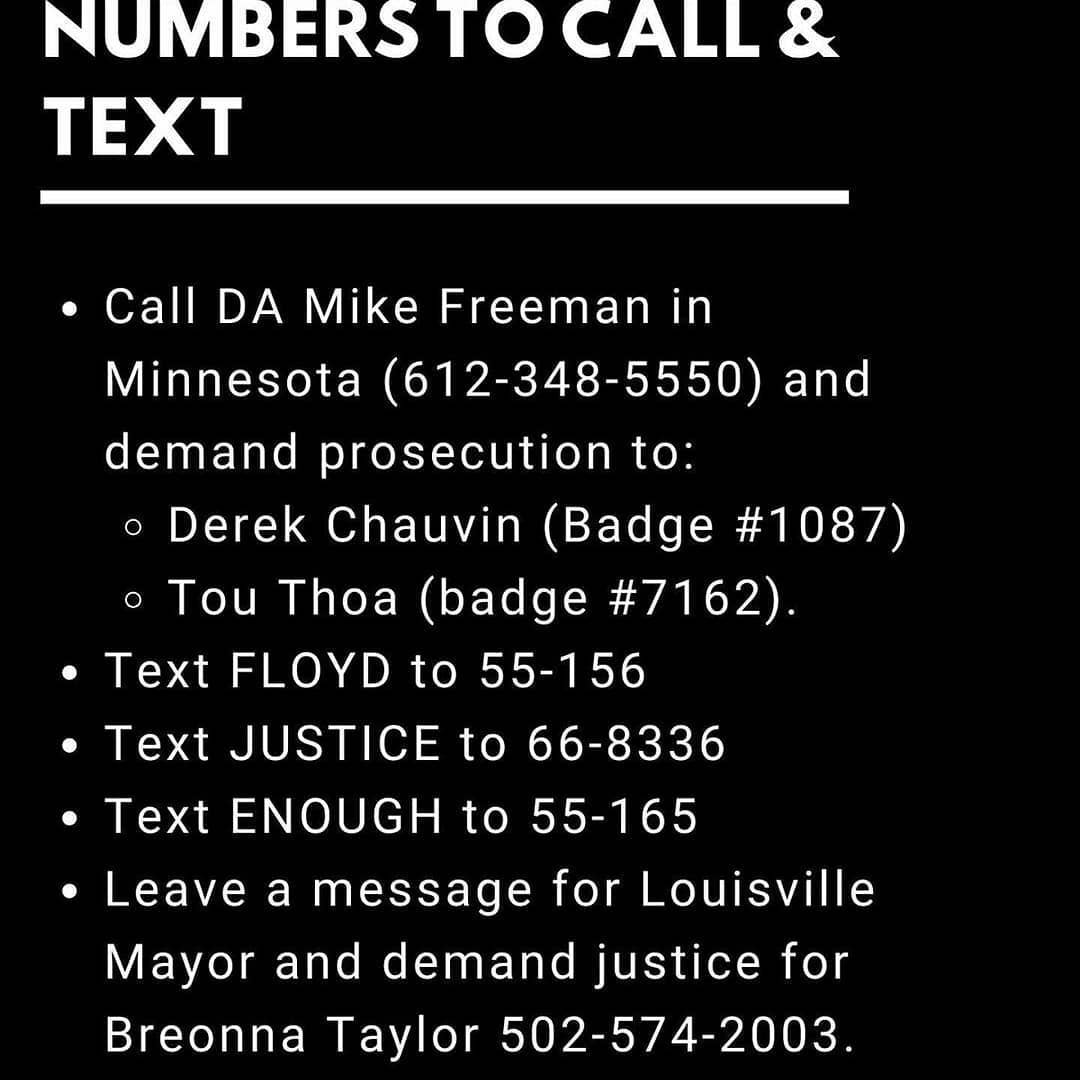 NUMBERS TO CALL &
TEXT
• Call DA Mike Freeman in
Minnesota (612-348-5550) and
demand prosecution to:
◦ Derek Chauvin (Badge #1087)
◦ Tou Thoa (badge #7162).
• Text FLOYD to 55-156
• Text JUSTICE to 66-8336
• Text ENOUGH to 55-165
• Leave a message for Louisville
Mayor and demand justice for
Breonna Taylor 502-574-2003.